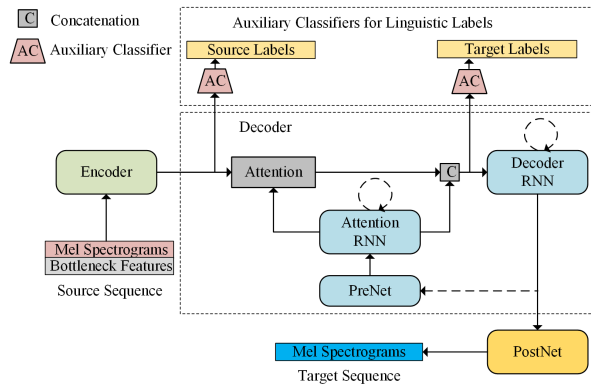 C
Concatenation
AC
Auxiliary Classifier
Auxiliary Classifiers for Linguistic Labels
Source Labels
Target Labels
AC
AC
Decoder
Encoder
Attention
C
Decoder
RNN
Attention
RNN
Mel Spectrograms
Bottleneck Features
Source Sequence
PreNet
Mel Spectrograms
Target Sequence
PostNet